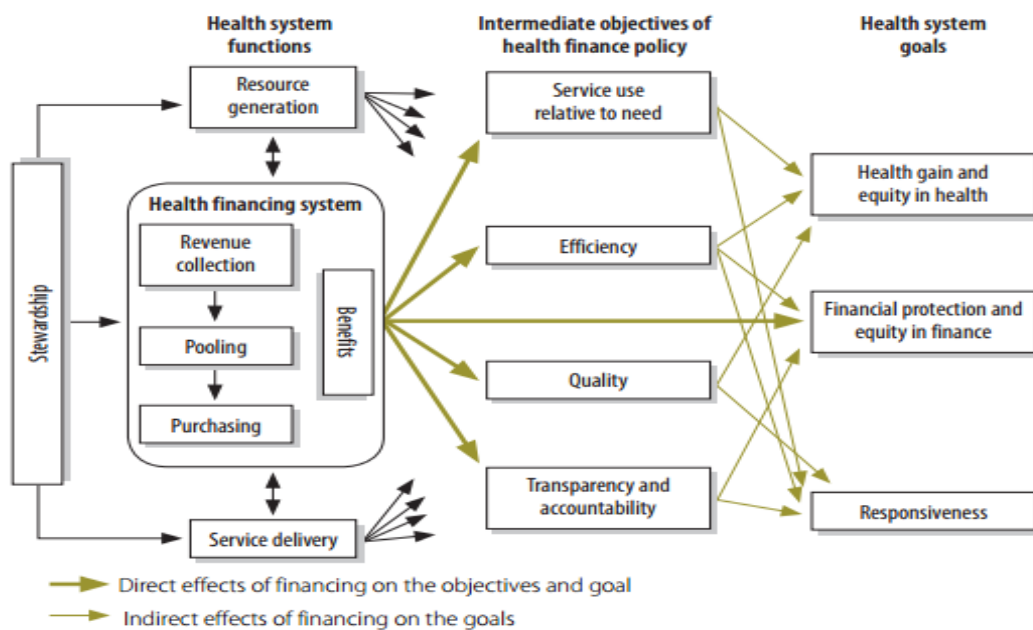 Health system
functions
Intermediate objectives of
health finance policy
Health system
goals
Resource
generation
Service use
relative to need
Stewardship
Health financing system
Revenue
collection
Pooling
Purchasing
Benefits
Health gain and
equity in health
Efficiency
Financial protection and
equity in finance
Quality
Transparency and
accountability
Responsiveness
Service delivery
Direct effects of financing on the objectives and goal
Indirect effects of financing on the goals